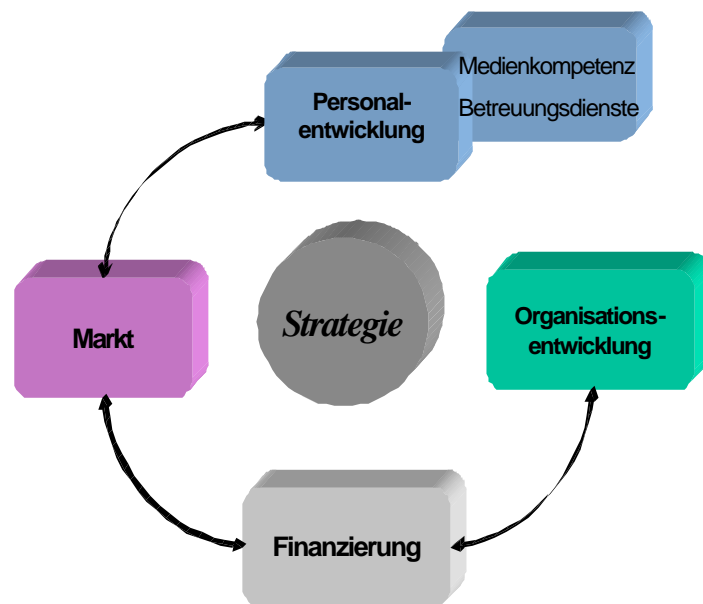 Medienkompetenz
Betreuungsdienste
Personal-
entwicklung
Strategie
Markt
Organisations-
entwicklung
Finanzierung